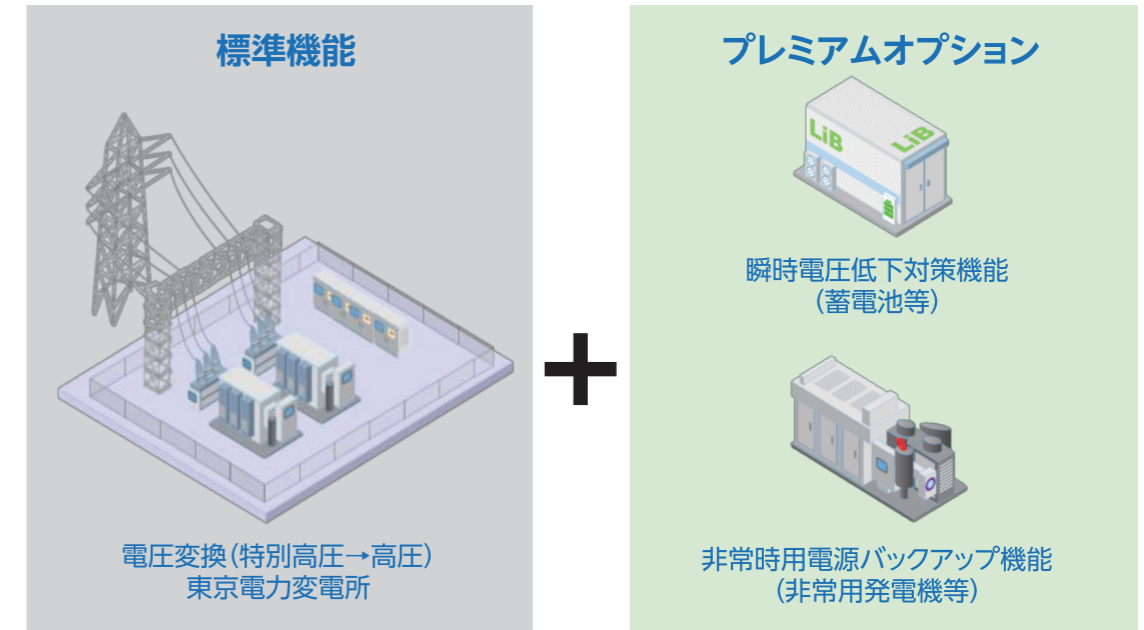 標準機能
電圧変換（特別高圧→高圧）
東京電力変電所
+
プレミアムオプション
LiB
LiB
瞬時電圧低下対策機能
（蓄電池等）
非常時用電源バックアップ機能
（非常用発電機等）